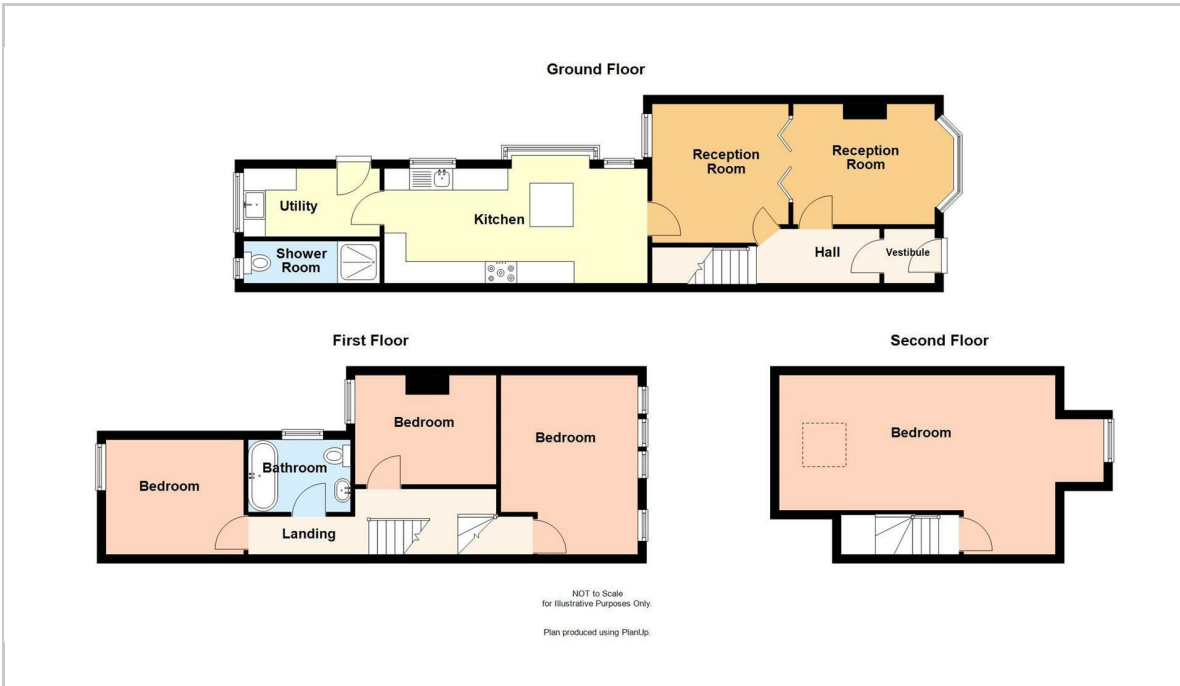 Ground Floor
Reception
Room
Reception
Room
Utility
Kitchen
Shower
Room
Hall
Vestibule
First Floor
Second Floor
Bedroom
Bedroom
Bedroom
Bathroom
Bedroom
Landing
NOT to Scale
for Illustrative Purposes Only.
Plan produced using PlanUp.